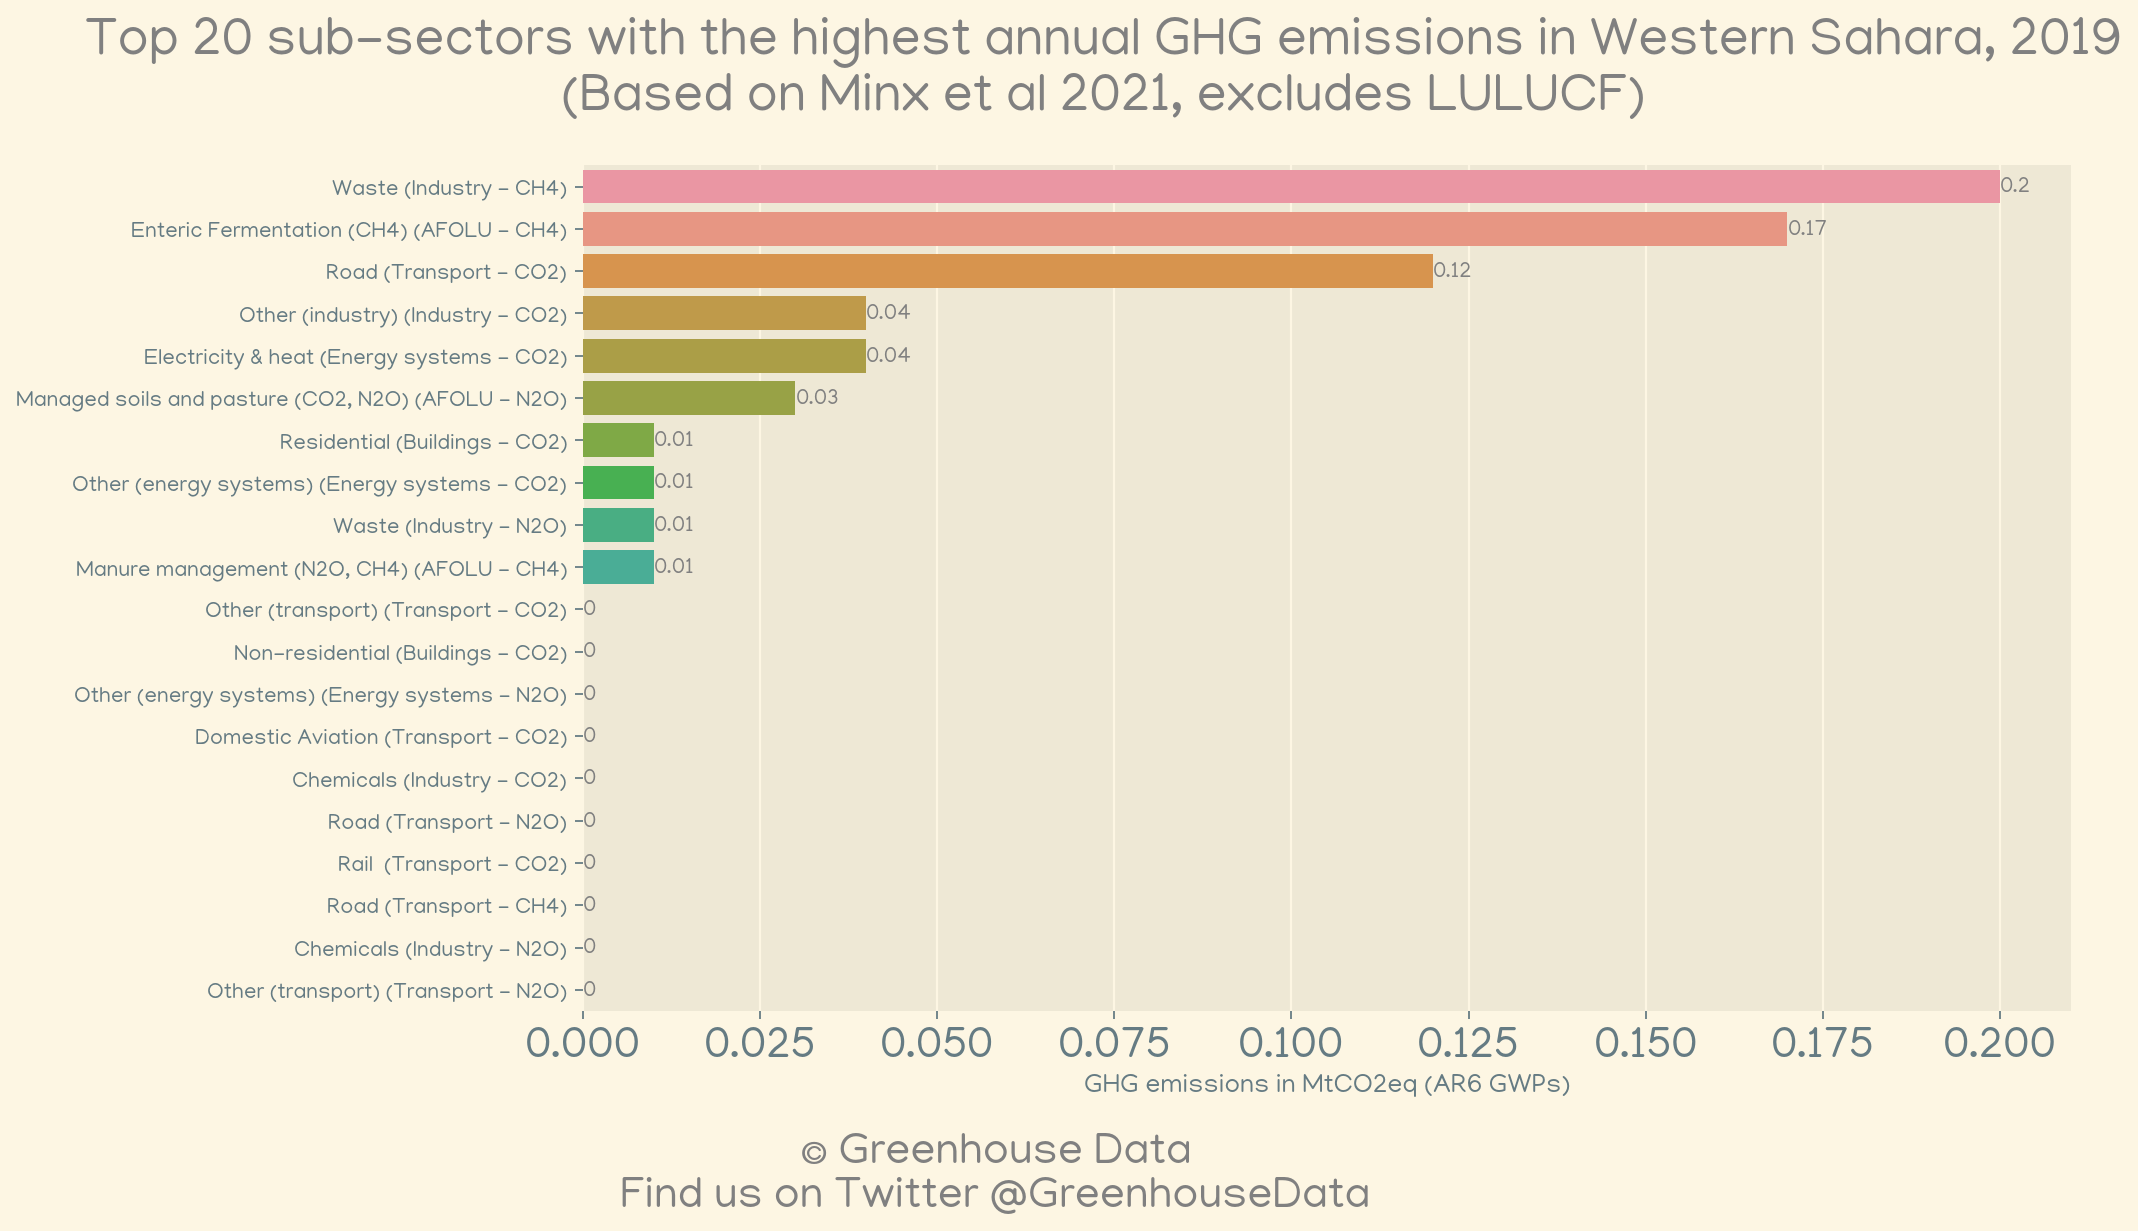 Top 20 sub-sectors with the highest annual GHG emissions in Western Sahara, 2019
(Based on Minx et al 2021, excludes LULUCF)
Waste (Industry - CH4) 0.2
Enteric Fermentation (CH4) (AFOLU - CH4) 0.17
Road (Transport - CO2) 0.12
Other (industry) (Industry - CO2) 0.04
Electricity & heat (Energy systems - CO2) 0.04
Managed soils and pasture (CO2, N2O) (AFOLU - N2O) 0.03
Residential (Buildings - CO2) 0.01
Other (energy systems) (Energy systems - CO2) 0.01
Waste (Industry - N2O) 0.01
Manure management (N2O, CH4) (AFOLU - CH4) 0.01
Other (transport) (Transport - CO2) 0
Non-residential (Buildings - CO2) 0
Other (energy systems) (Energy systems - N2O) 0
Domestic Aviation (Transport - CO2) 0
Chemicals (Industry - CO2) 0
Road (Transport - N2O) 0
Rail  (Transport - CO2) 0
Road (Transport - CH4) 0
Chemicals (Industry - N2O) 0
Other (transport) (Transport - N2O) 0
0.000 0.025 0.050 0.075 0.100 0.125 0.150 0.175 0.200
GHG emissions in MtCO2eq (AR6 GWPs)
© Greenhouse Data
Find us on Twitter @GreenhouseData